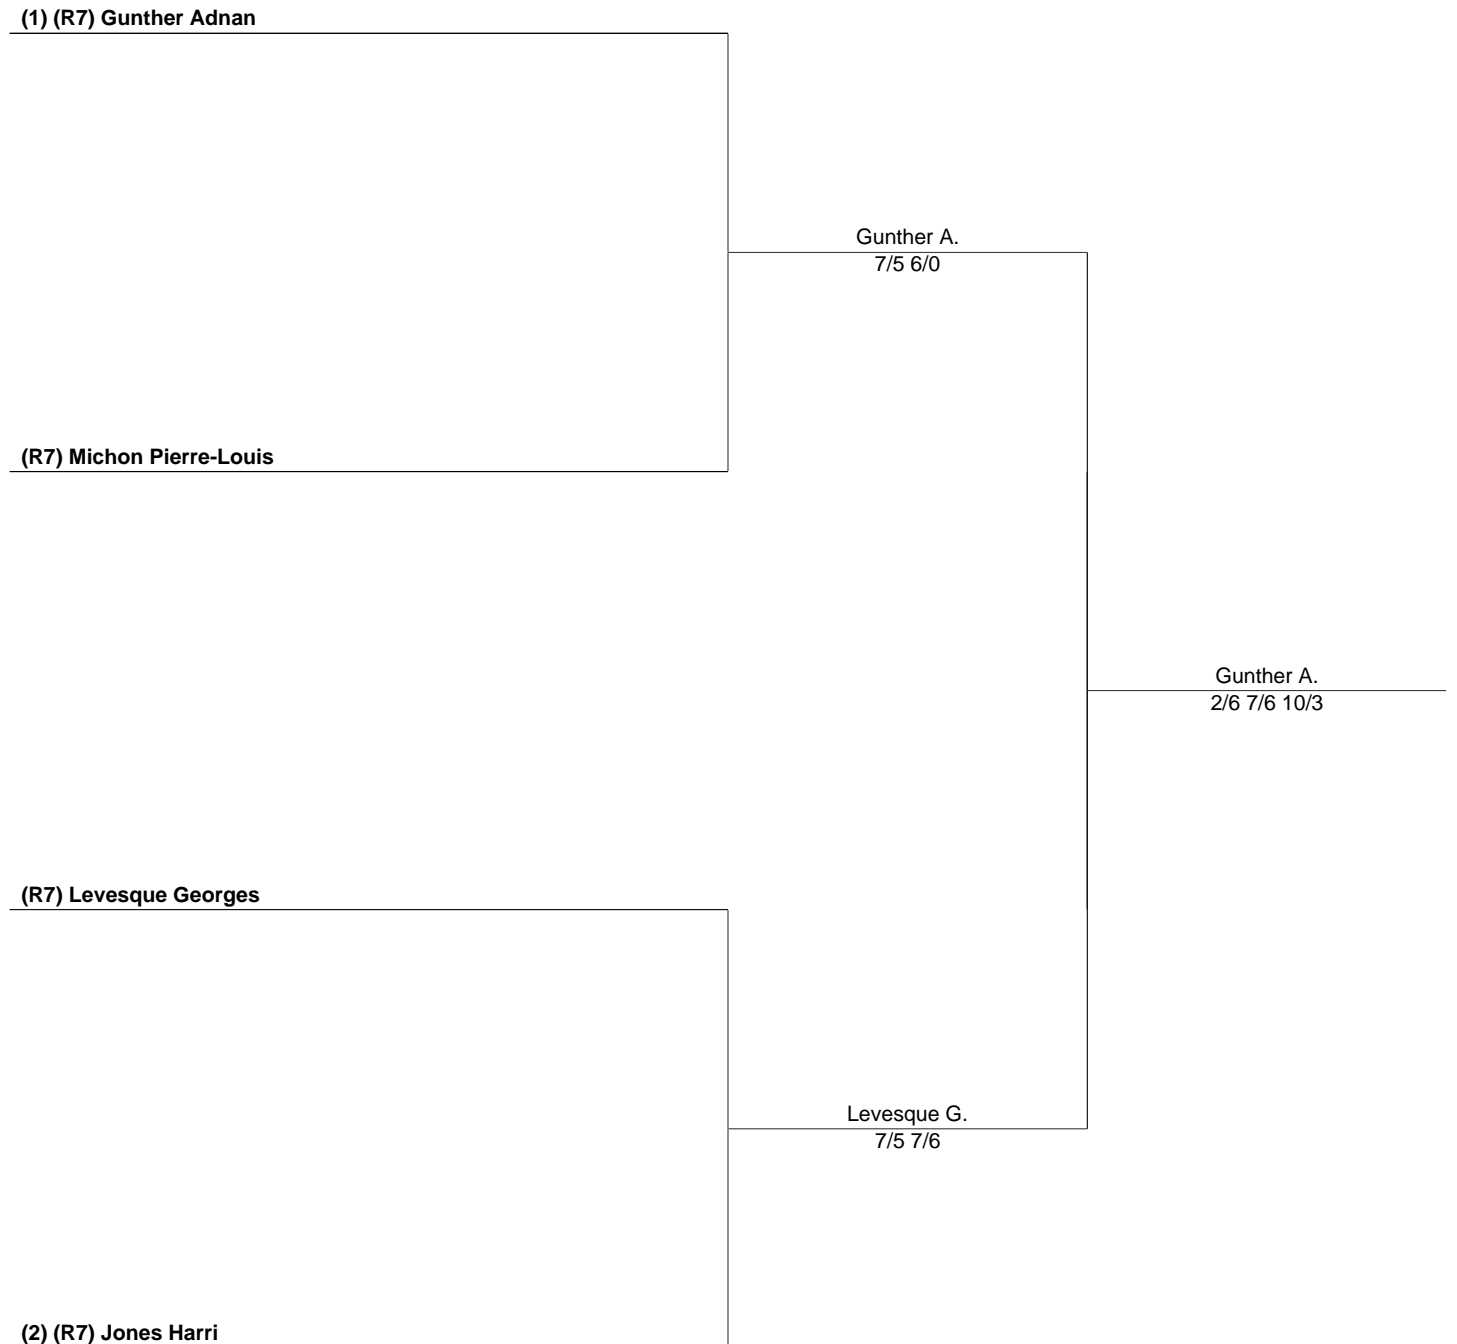 (1) (R7) Gunther Adnan
Gunther A.
7/5 6/0
(R7) Michon Pierre-Louis
Gunther A.
2/6 7/6 10/3
(R7) Levesque Georges
Levesque G.
7/5 7/6
(2) (R7) Jones Harri